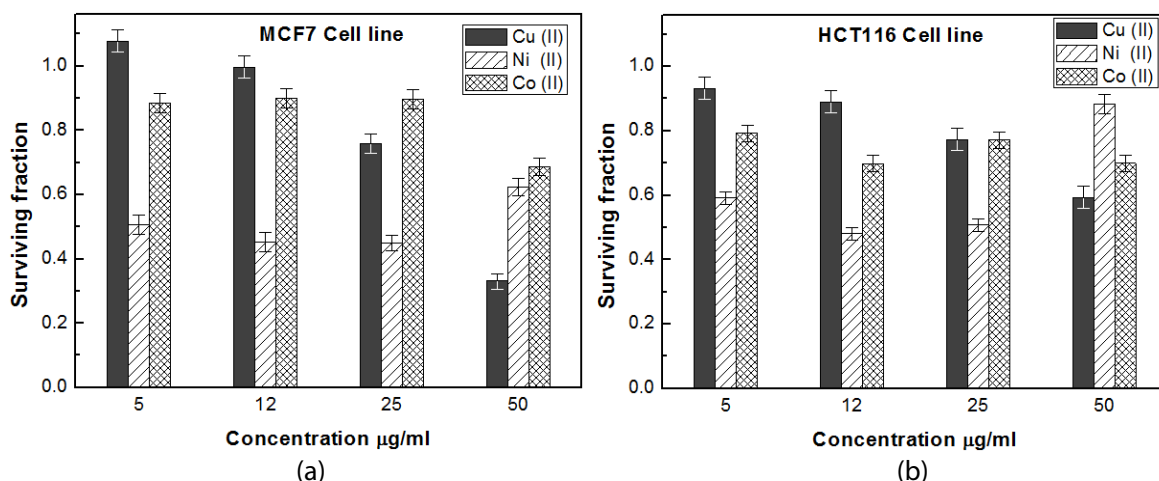 MCF7 Cell line
Cu (II)
Ni (II)
Co (II)
Surviving fraction
1.0
0.8
0.6
0.4
0.2
0.0
5 12 25 50
Concentration µg/ml
(a)
HCT116 Cell line
Cu (II)
Ni (II)
Co (II)
Surviving fraction
1.0
0.8
0.6
0.4
0.2
0.0
5 12 25 50
Concentration µg/ml
(b)